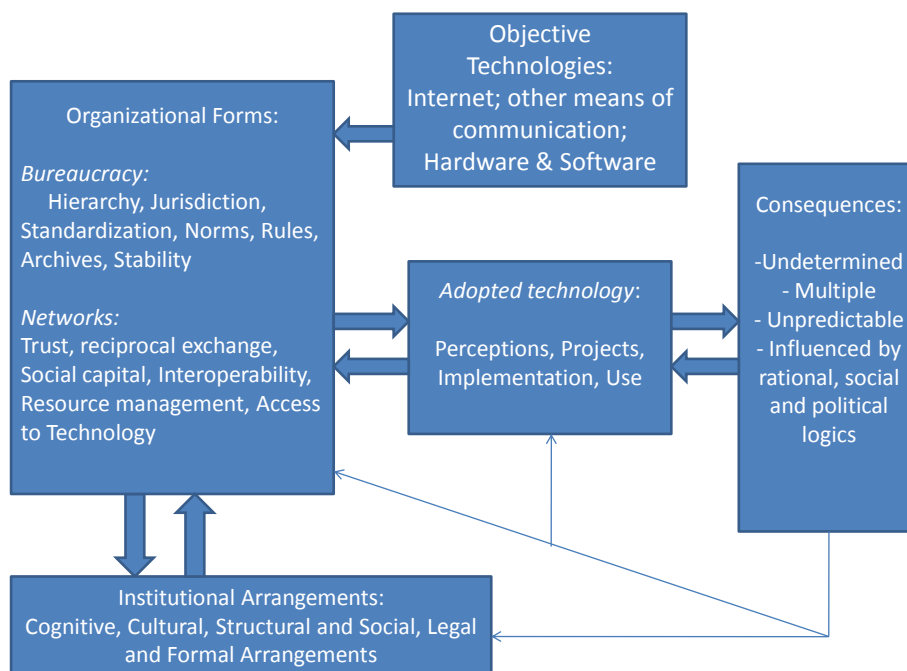 Objective
Technologies:
Internet; other means of
communication;
Hardware & Software
Organizational Forms:
Bureaucracy:
Hierarchy, Jurisdiction,
Standardization, Norms, Rules,
Archives, Stability
Networks:
Trust, reciprocal exchange,
Social capital, Interoperability,
Resource management, Access
to Technology
Adopted technology:
Perceptions, Projects,
Implementation, Use
Consequences:
-Undetermined
- Multiple
- Unpredictable
- Influenced by
rational, social
and political
logics
Institutional Arrangements:
Cognitive, Cultural, Structural and Social, Legal
and Formal Arrangements